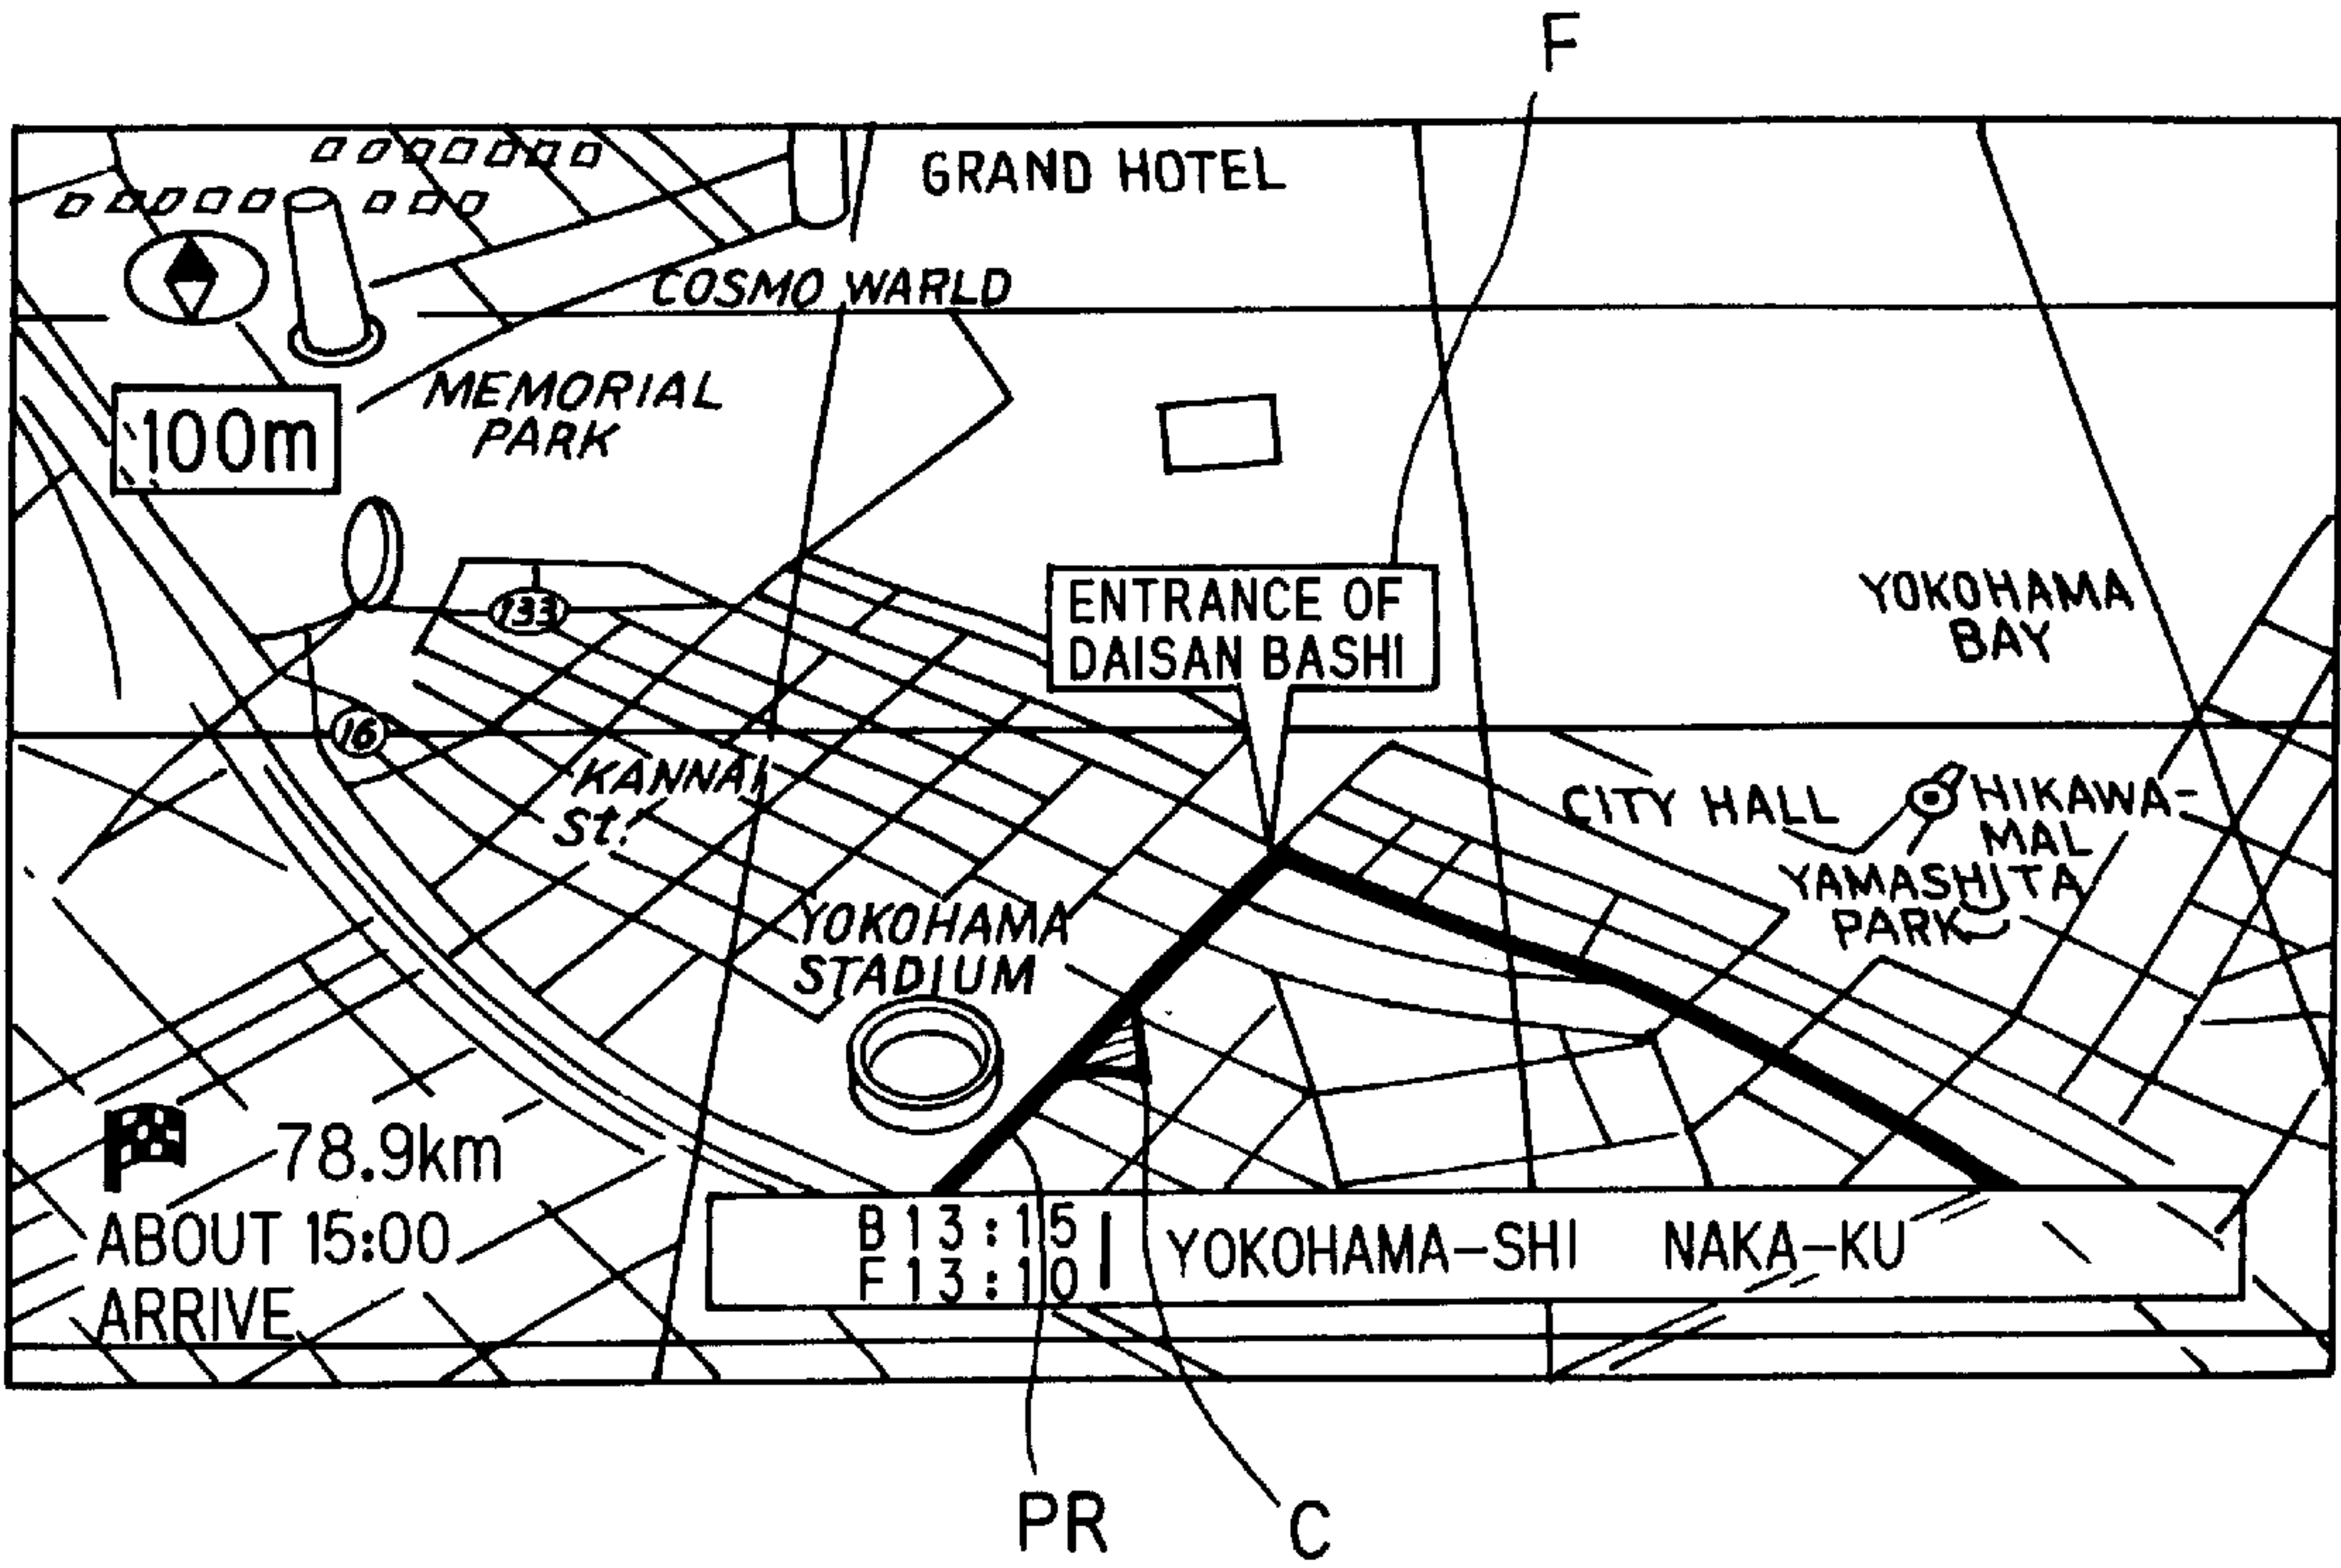 F
GRAND HOTEL
COSMO WARLD
MEMORIAL
PARK
100m
133
ENTRANCE OF
DAISAN BASHI
YOKOHAMA
BAY
16
KANNAI
St.
CITY HALL
HIKAWA-
MAL
YAMASHITA
PARK
YOKOHAMA
STADIUM
78.9km
ABOUT 15:00
ARRIVE
B 13:15
F 13:10
YOKOHAMA-SHI NAKA-KU
PR
C